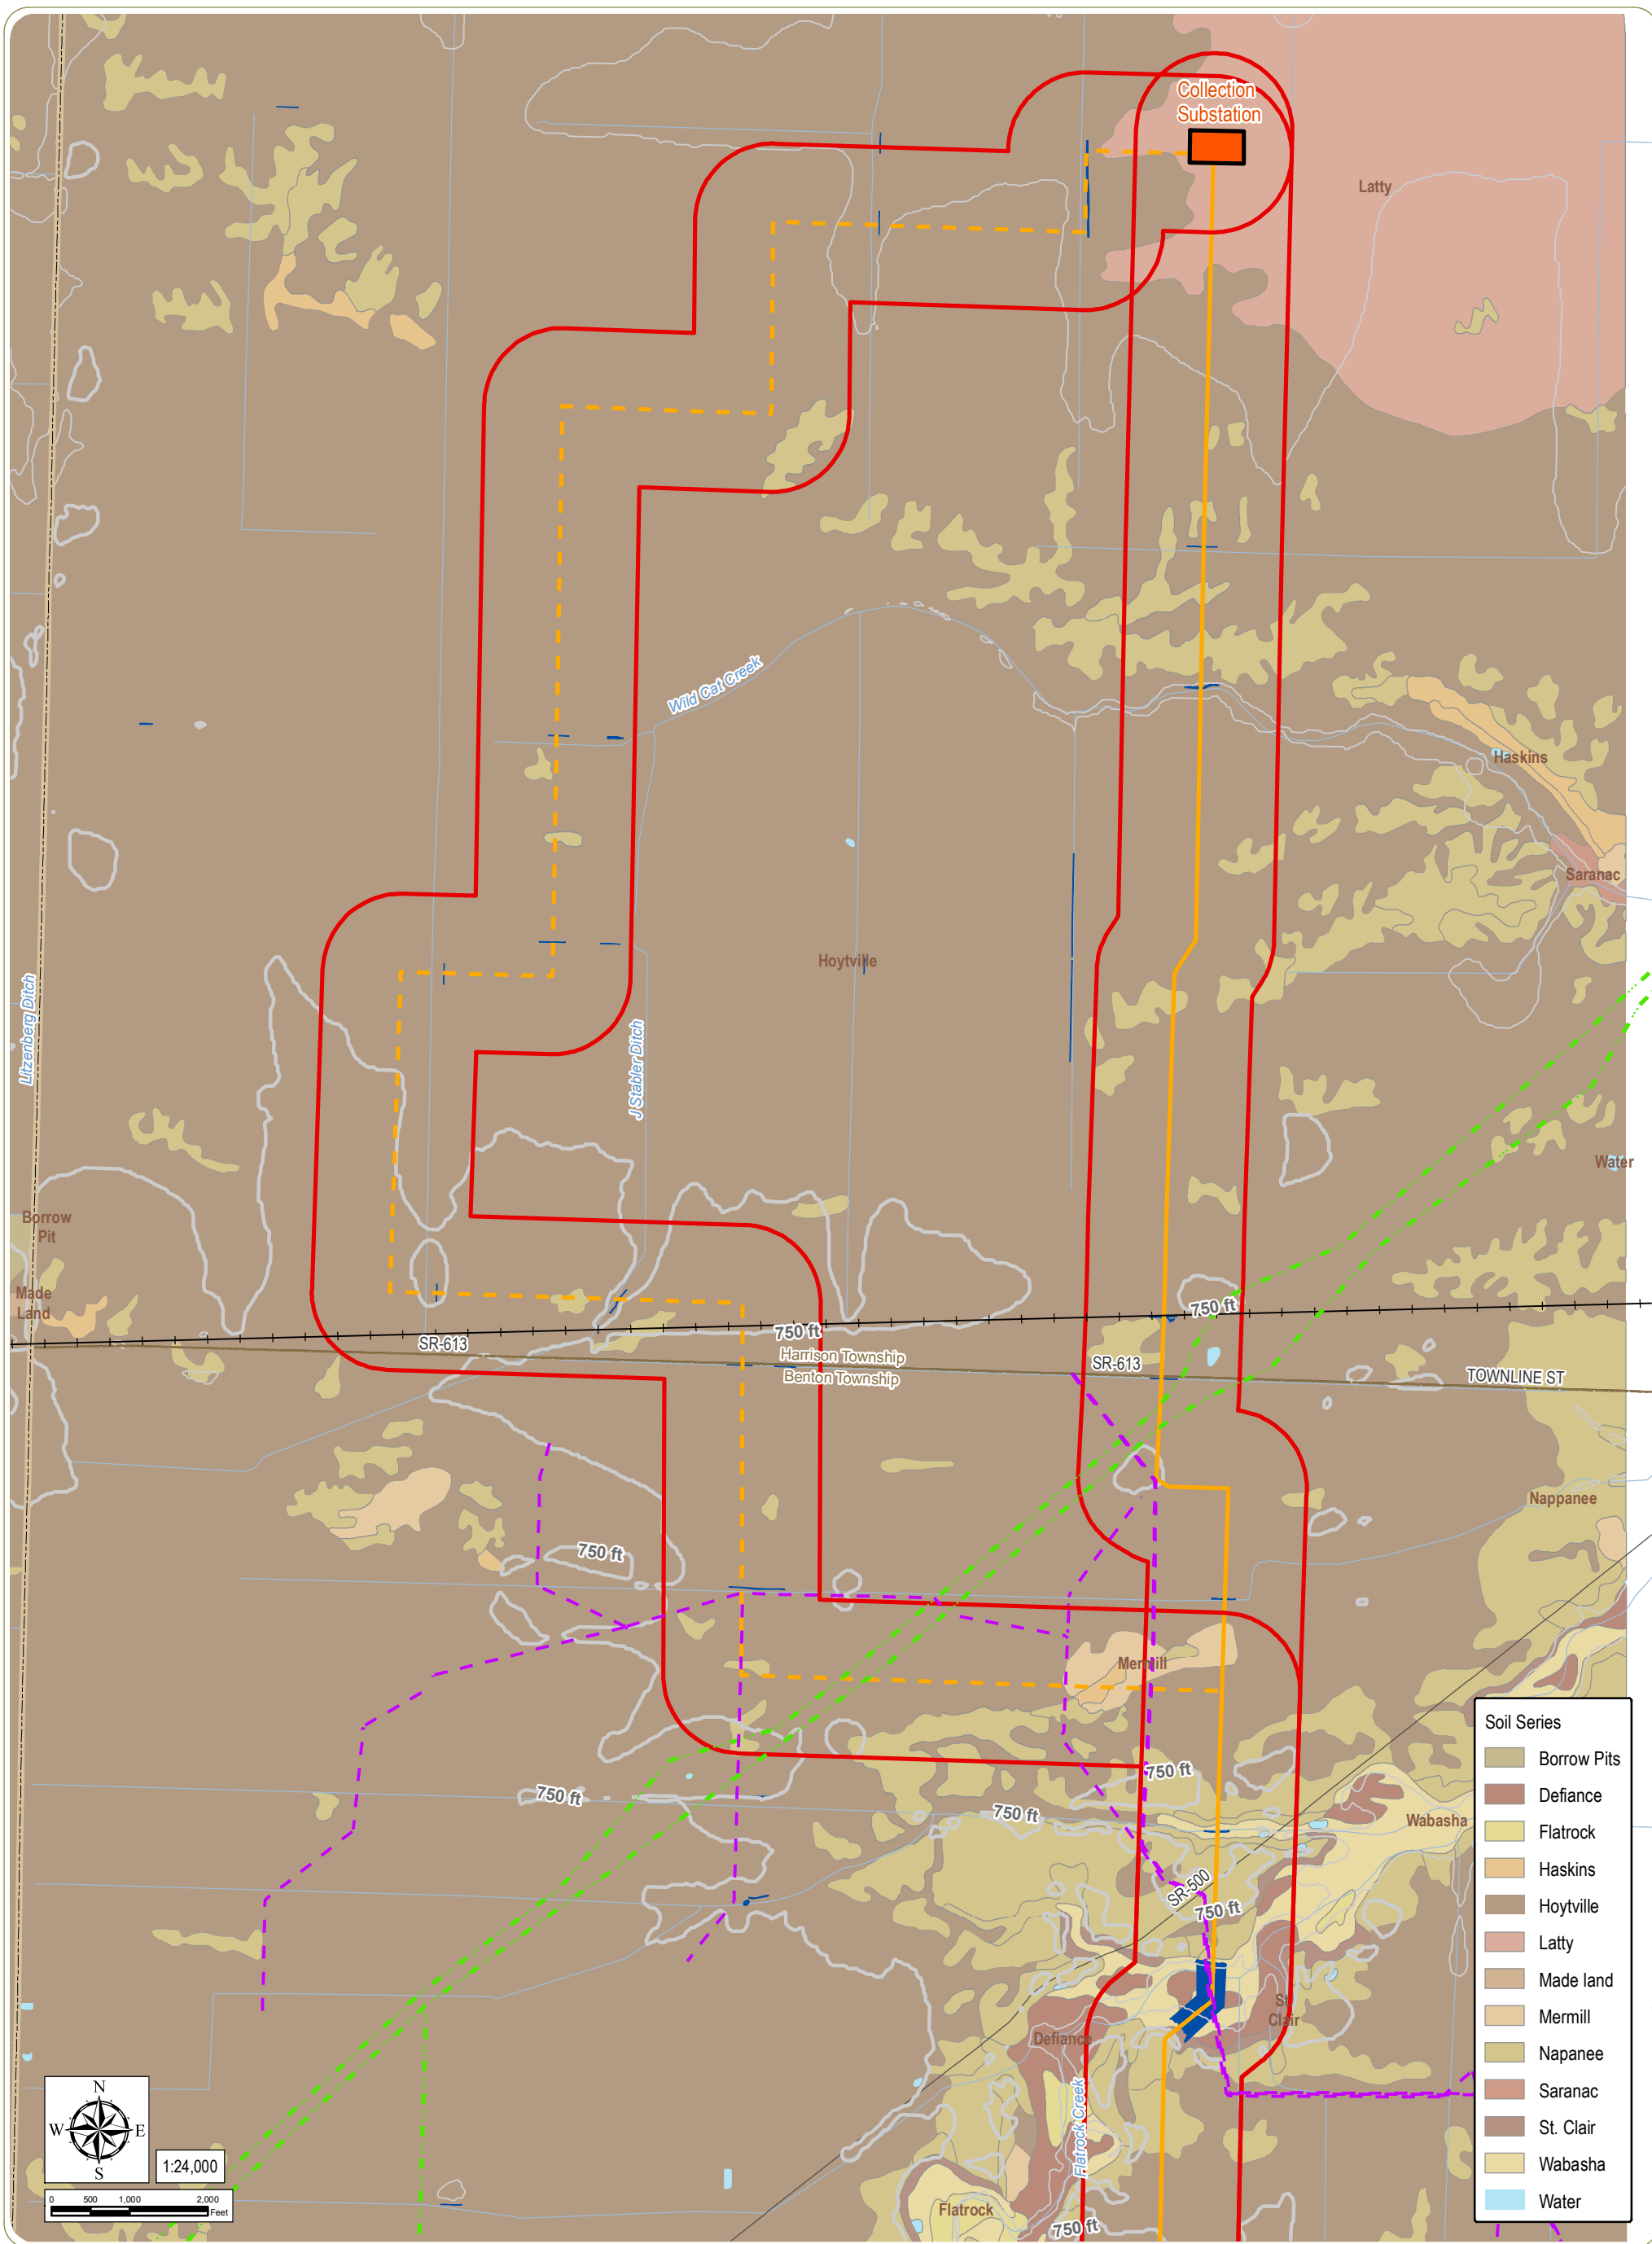 Collection
Substation
Latty
Wild Cat Creek
Haskins
Saranac
Hoytville
Litzenberg Ditch
J Stabler Ditch
Water
Borrow
Pit
Made
Land
750 ft
750 ft
SR-613
Harrison Township
Benton Township
SR-613
TOWNLINE ST
Nappanee
750 ft
Mermill
750 ft
750 ft
750 ft
Wabasha
SR-500
750 ft
St.
Clair
Defiance
Flatrock Creek
Flatrock
750 ft
Soil Series
Borrow Pits
Defiance
Flatrock
Haskins
Hoytville
Latty
Made land
Mermill
Napanee
Saranac
St. Clair
Wabasha
Water
N
W E
S
1:24,000
0 500 1,000 2,000
Feet